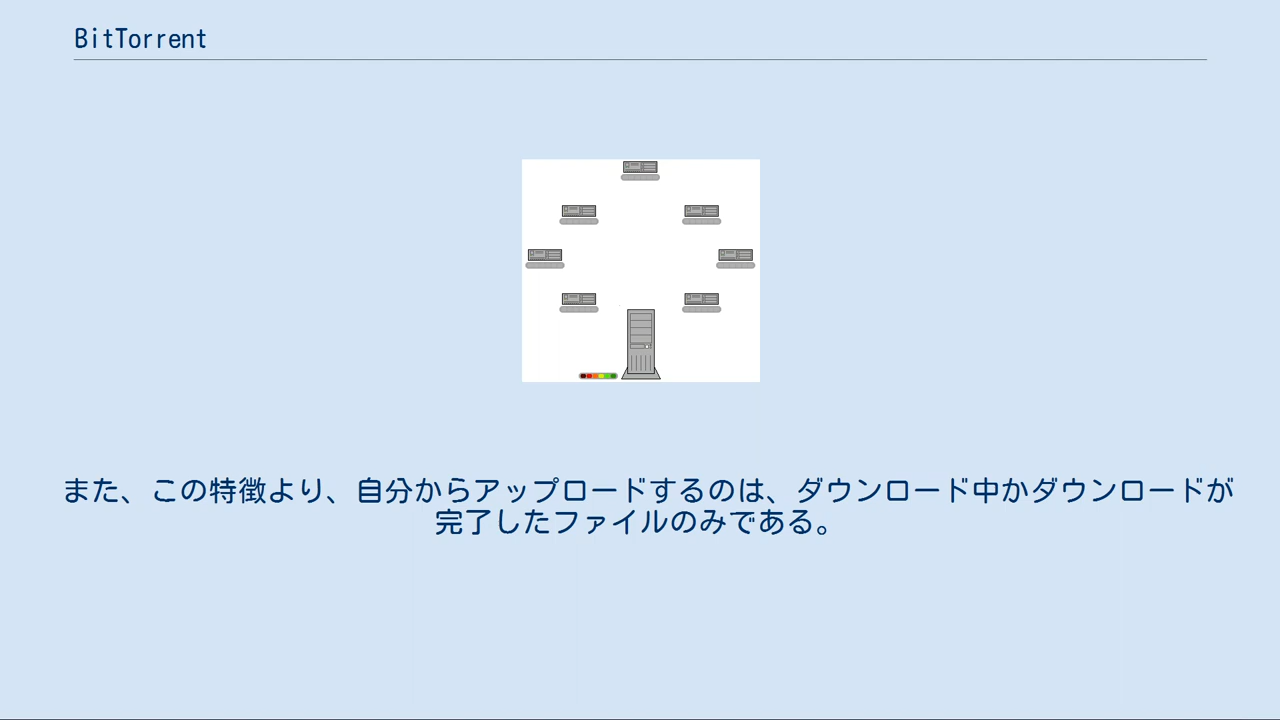 BitTorrent
また、この特徴より、自分からアップロードするのは、ダウンロード中かダウンロードが
完了したファイルのみである。